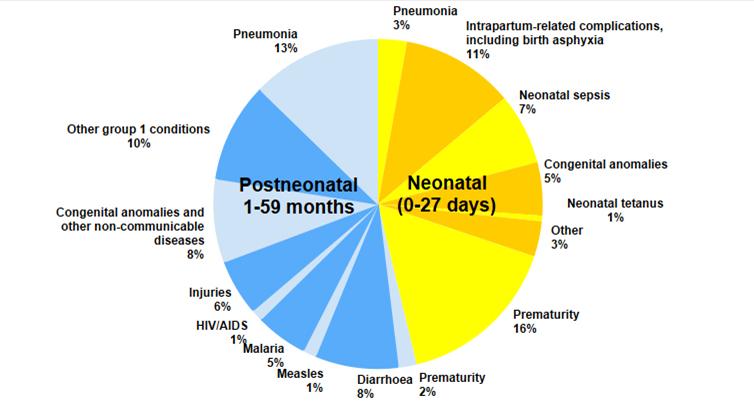 Pneumonia
3%
Intrapartum-related complications,
including birth asphyxia
11%
Neonatal sepsis
7%
Congenital anomalies
5%
Neonatal tetanus
1%
Other
3%
Prematurity
16%
Prematurity
2%
Diarrhoea
8%
Measles
1%
Malaria
5%
HIV/AIDS
1%
Injuries
6%
Congenital anomalies and
other non-communicable
diseases
8%
Other group 1 conditions
10%
Pneumonia
13%
Postneonatal
1-59 months
Neonatal
(0-27 days)